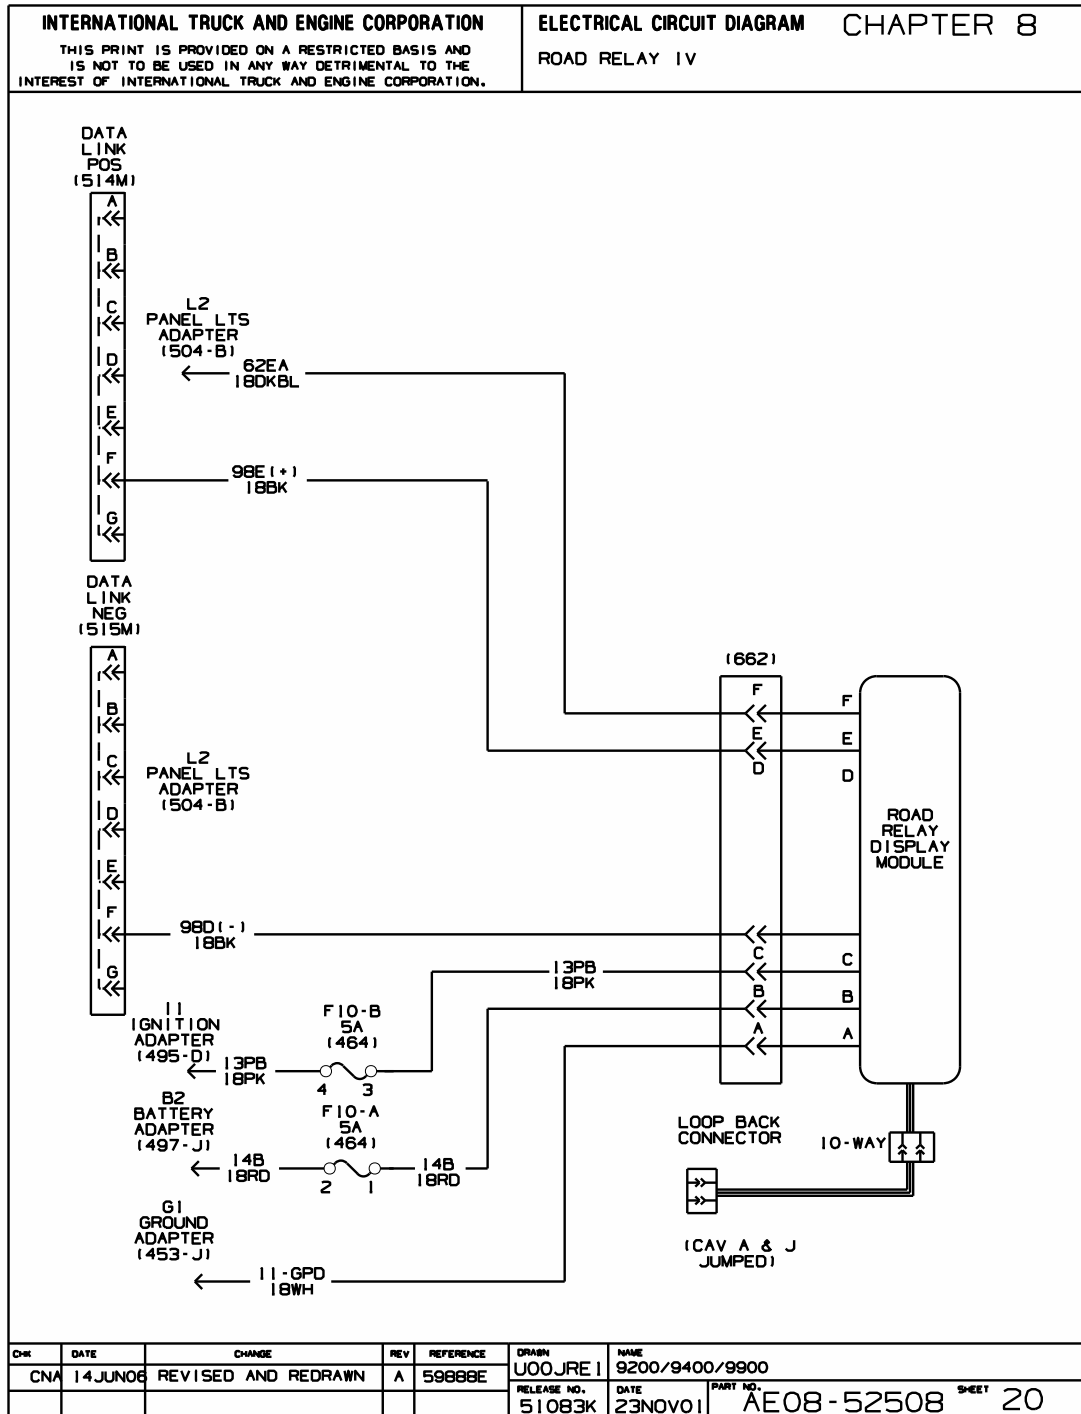 INTERNATIONAL TRUCK AND ENGINE CORPORATION
THIS PRINT IS PROVIDED ON A RESTRICTED BASIS AND
IS NOT TO BE USED IN ANY WAY DETRIMENTAL TO THE
INTEREST OF INTERNATIONAL TRUCK AND ENGINE CORPORATION.
ELECTRICAL CIRCUIT DIAGRAM
CHAPTER 8
ROAD RELAY IV
DATA
LINK
POS
(514M)
A
B
C
D
E
F
G
L2
PANEL LTS
ADAPTER
(504-B)
62EA
18DKBL
98E(+)
18BK
DATA
LINK
NEG
(515M)
A
B
C
D
E
F
G
L2
PANEL LTS
ADAPTER
(504-B)
98D(-)
18BK
(662)
F
E
D
C
B
A
F
E
D
C
B
A
ROAD
RELAY
DISPLAY
MODULE
13PB
18PK
I1
IGNITION
ADAPTER
(495-D)
13PB
18PK
F10-B
5A
(464)
4 3
B2
BATTERY
ADAPTER
(497-J)
14B
18RD
F10-A
5A
(464)
2 1
14B
18RD
G1
GROUND
ADAPTER
(453-J)
11-GPD
18WH
LOOP BACK
CONNECTOR
10-WAY
(CAV A & J
JUMPED)
CHK DATE CHANGE REV REFERENCE
CNA 14JUN06 REVISED AND REDRAWN A 59888E
DRAWN
U00JRE1
NAME
9200/9400/9900
RELEASE NO.
51083K
DATE
23NOV01
PART NO.
AE08-52508
SHEET 20